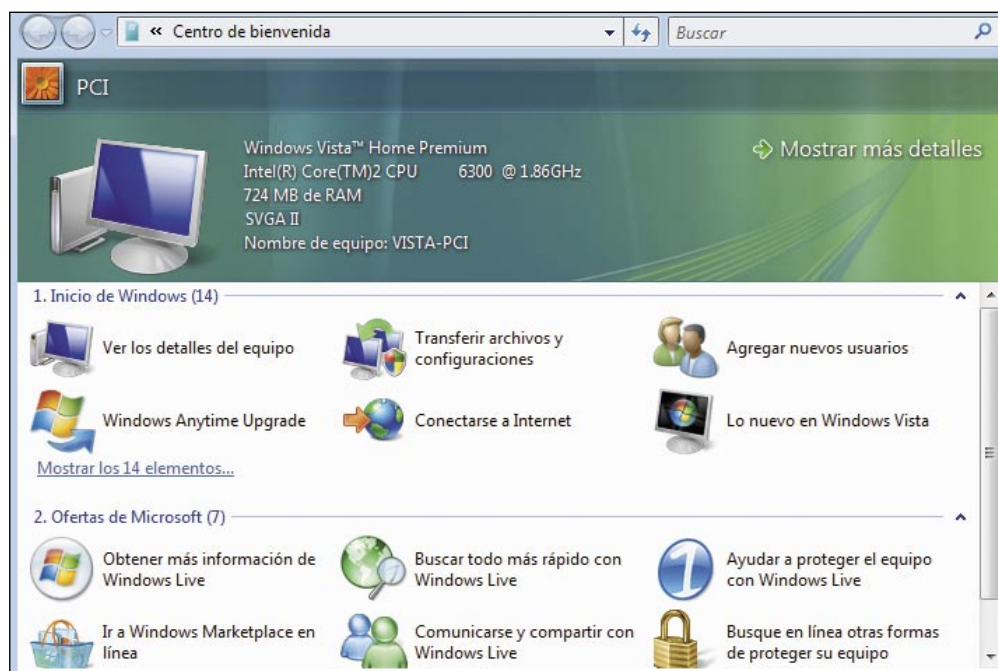 « Centro de bienvenida
Buscar
PCI
Windows Vista™ Home Premium
Intel(R) Core(TM)2 CPU 6300 @ 1.86GHz
724 MB de RAM
SVGA II
Nombre de equipo: VISTA-PCI
Mostrar más detalles
1. Inicio de Windows (14)
Ver los detalles del equipo
Transferir archivos y
configuraciones
Agregar nuevos usuarios
Windows Anytime Upgrade
Conectarse a Internet
Lo nuevo en Windows Vista
Mostrar los 14 elementos...
2. Ofertas de Microsoft (7)
Obtener más información de
Windows Live
Buscar todo más rápido con
Windows Live
Ayudar a proteger el equipo
con Windows Live
Ir a Windows Marketplace en
línea
Comunicarse y compartir con
Windows Live
Busque en línea otras formas
de proteger su equipo